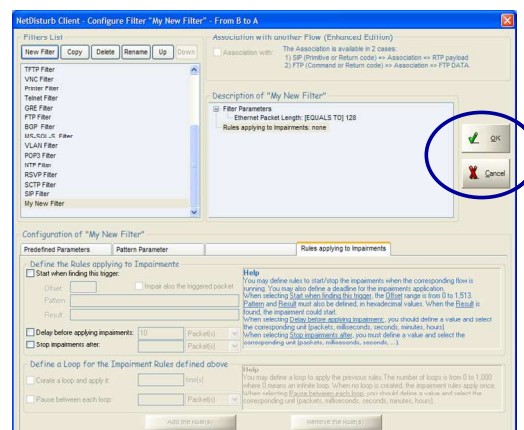 NetDisturb Client - Configure Filter "My New Filter" - From B to A
Filters List
New Filter Copy Delete Rename Up Down
TFTP Filter
VNC Filter
Printer Filter
Telnet Filter
GRE Filter
FTP Filter
BGP Filter
MS-SQL-S Filter
VLAN Filter
POP3 Filter
NTP Filter
RSVP Filter
SCTP Filter
SIP Filter
My New Filter
Association with another Flow (Enhanced Edition)
Association with:
The Association is available in 2 cases:
1) SIP (Primitive or Return code) => Association => RTP payload
2) FTP (Command or Return code) => Association => FTP DATA.
Description of "My New Filter"
Filter Parameters
Ethernet Packet Length: [EQUALS TO] 128
Rules applying to Impairments: none
OK
Cancel
Configuration of "My New Filter"
Predefined Parameters Pattern Parameter Rules applying to Impairments
Define the Rules applying to Impairments
Start when finding this trigger:
Offset: Impair also the triggered packet
Pattern:
Result:
Delay before applying impairments: 10 Packet(s)
Stop impairments after: Packet(s)
Help
You may define rules to start/stop the impairments when the corresponding flow is
running. You may also define a deadline for the impairments application.
When selecting Start when finding this trigger, the Offset range is from 0 to 1,513.
Pattern and Result must also be defined, in hexadecimal values. When the Result is
found, the impairment could start.
When selecting Delay before applying impairment:, you should define a value and select
the corresponding unit (packets, milliseconds, seconds, minutes, hours).
When selecting Stop impairments after, you must define a value and select the
corresponding unit (packets, milliseconds, seconds, ...).
Define a Loop for the Impairment Rules defined above
Create a loop and apply it: time(s)
Pause between each loop: Packet(s)
Help
You may define a loop to apply the previous rules. The number of loops is from 0 to 1,000
where 0 means an infinite loop. When no loop is created, the impairment rules apply once.
When selecting Pause between each loop, you should define a value and select the
corresponding unit (packets, milliseconds, seconds, minutes, hours).
Add the Rule(s) Remove the Rule(s)